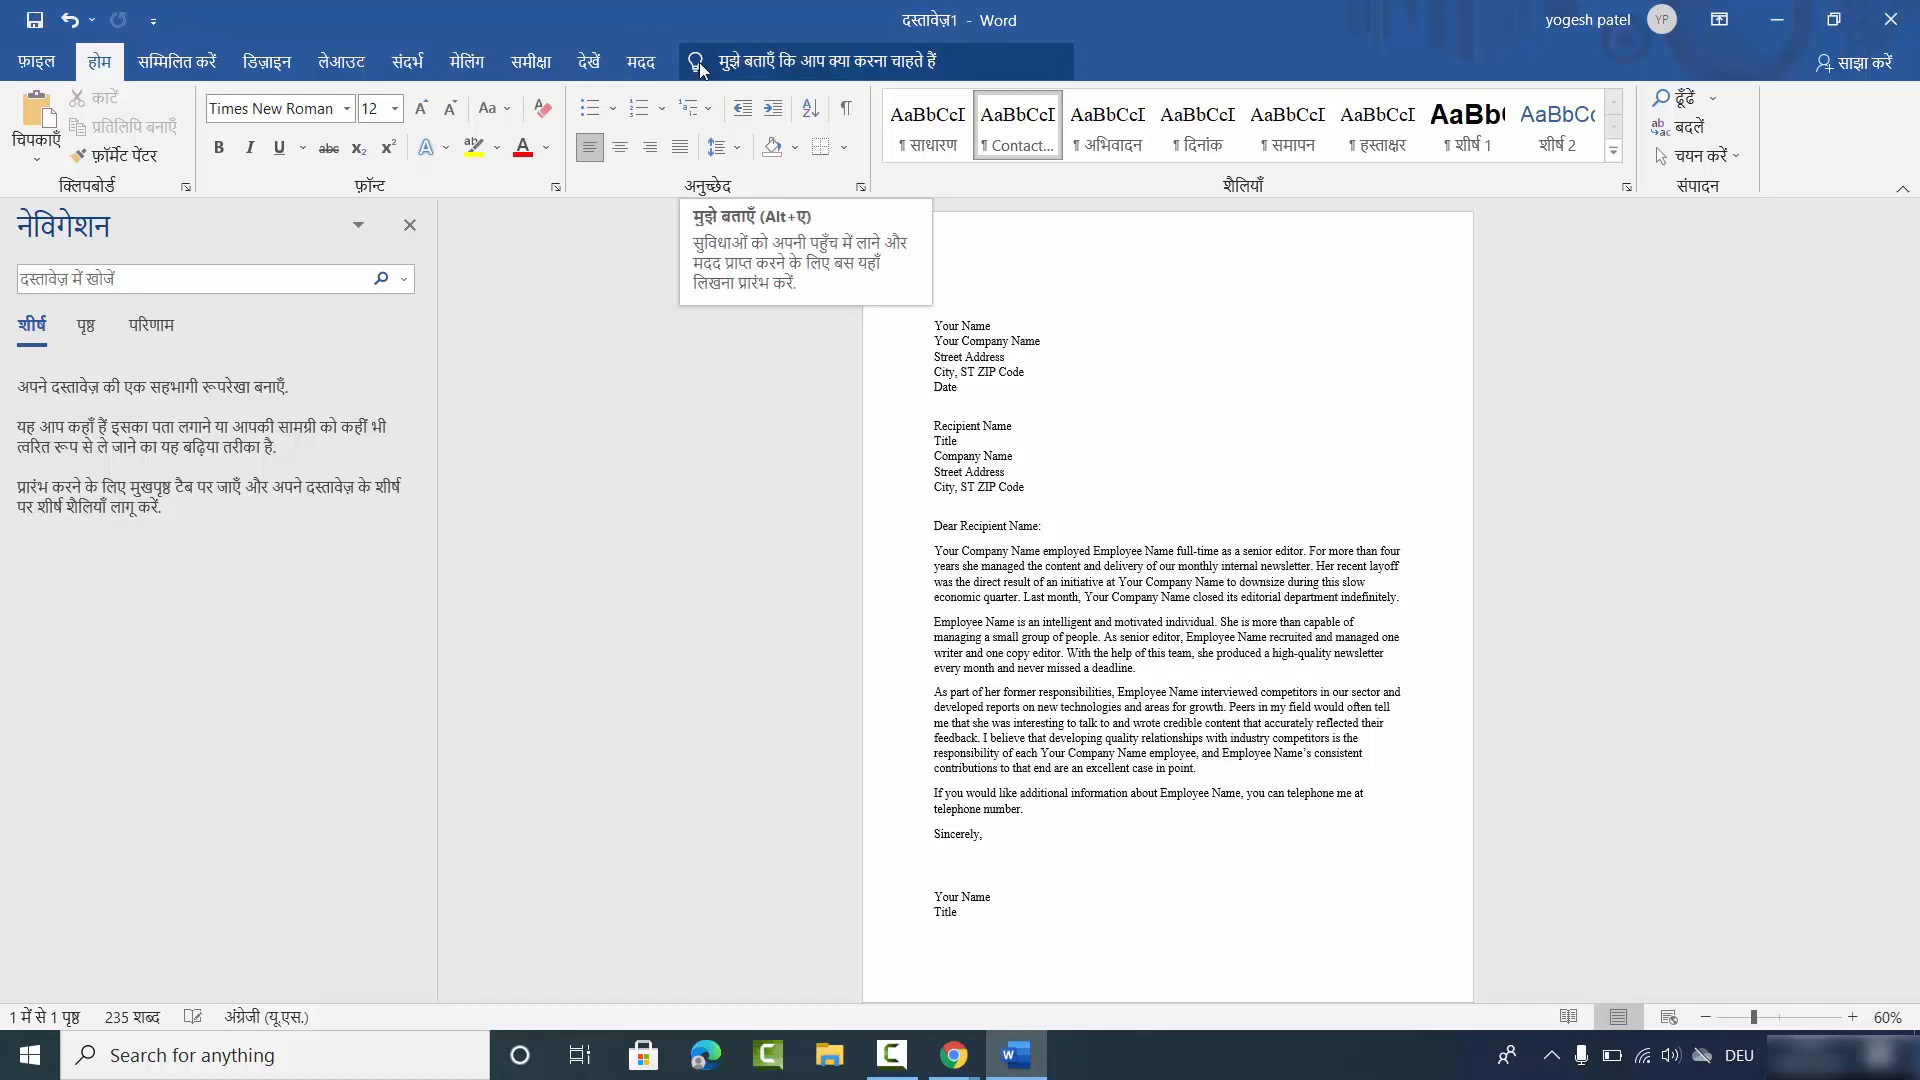 दस्तावेज़1 - Word
yogesh patel
YP
फ़ाइल
होम
सम्मिलित करें
डिज़ाइन
लेआउट
संदर्भ
मेलिंग
समीक्षा
देखें
मदद
मुझे बताएँ कि आप क्या करना चाहते हैं
साझा करें
चिपकाएँ
काटें
प्रतिलिपि बनाएँ
फ़ॉर्मेट पेंटर
क्लिपबोर्ड
Times New Roman
12
फ़ॉन्ट
अनुच्छेद
AaBbCcI AaBbCcI AaBbCcI AaBbCcI AaBbCcI AaBbCcI AaBb( AaBbC
¶ साधारण ¶ Contact... ¶ अभिवादन ¶ दिनांक ¶ समापन ¶ हस्ताक्षर ¶ शीर्ष 1 शीर्ष 2
शैलियाँ
ढूँढें
बदलें
चयन करें
संपादन
नेविगेशन
दस्तावेज़ में खोजें
शीर्ष पृष्ठ परिणाम
अपने दस्तावेज़ की एक सहभागी रूपरेखा बनाएँ.
यह आप कहाँ हैं इसका पता लगाने या आपकी सामग्री को कहीं भी
त्वरित रूप से ले जाने का यह बढ़िया तरीका है.
प्रारंभ करने के लिए मुखपृष्ठ टैब पर जाएँ और अपने दस्तावेज़ के शीर्ष
पर शीर्ष शैलियाँ लागू करें.
मुझे बताएँ (Alt+ए)
सुविधाओं को अपनी पहुँच में लाने और
मदद प्राप्त करने के लिए बस यहाँ
लिखना प्रारंभ करें.
Your Name
Your Company Name
Street Address
City, ST ZIP Code
Date
Recipient Name
Title
Company Name
Street Address
City, ST ZIP Code
Dear Recipient Name:
Your Company Name employed Employee Name full-time as a senior editor. For more than four
years she managed the content and delivery of our monthly internal newsletter. Her recent layoff
was the direct result of an initiative at Your Company Name to downsize during this slow
economic quarter. Last month, Your Company Name closed its editorial department indefinitely.
Employee Name is an intelligent and motivated individual. She is more than capable of
managing a small group of people. As senior editor, Employee Name recruited and managed one
writer and one copy editor. With the help of this team, she produced a high-quality newsletter
every month and never missed a deadline.
As part of her former responsibilities, Employee Name interviewed competitors in our sector and
developed reports on new technologies and areas for growth. Peers in my field would often tell
me that she was interesting to talk to and wrote credible content that accurately reflected their
feedback. I believe that developing quality relationships with industry competitors is the
responsibility of each Your Company Name employee, and Employee Name’s consistent
contributions to that end are an excellent case in point.
If you would like additional information about Employee Name, you can telephone me at
telephone number.
Sincerely,
Your Name
Title
1 में से 1 पृष्ठ
235 शब्द
अंग्रेजी (यू.एस.)
60%
Search for anything
DEU